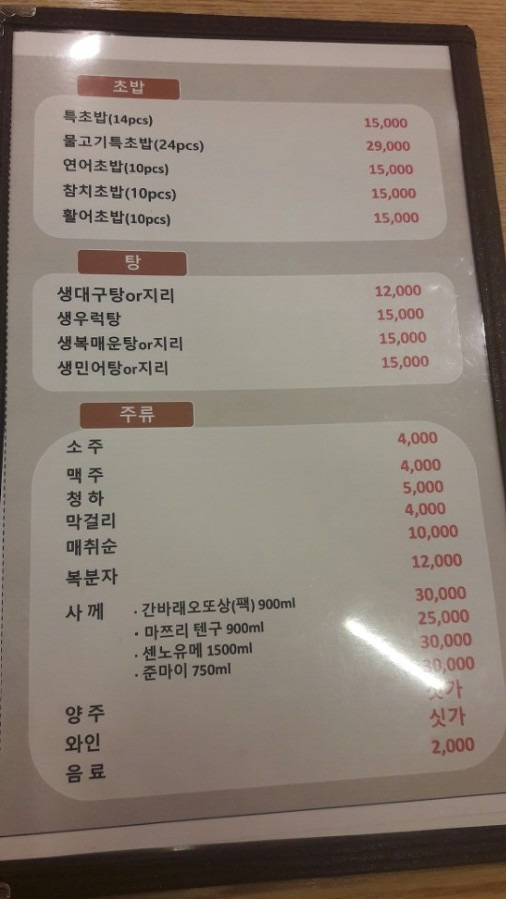 초밥
특초밥(14pcs) 15,000
물고기특초밥(24pcs) 29,000
연어초밥(10pcs) 15,000
참치초밥(10pcs) 15,000
활어초밥(10pcs) 15,000
탕
생대구탕or지리 12,000
생우럭탕 15,000
생복매운탕or지리 15,000
생민어탕or지리 15,000
주류
소 주 4,000
맥 주 4,000
청 하 5,000
막걸리 4,000
매취순 10,000
복분자 12,000
사 께 · 간바래오또상(팩) 900ml 30,000
· 마쯔리 텐구 900ml 25,000
· 센노유메 1500ml 30,000
· 준마이 750ml 30,000
양 주 싯가
와인 싯가
음 료 2,000